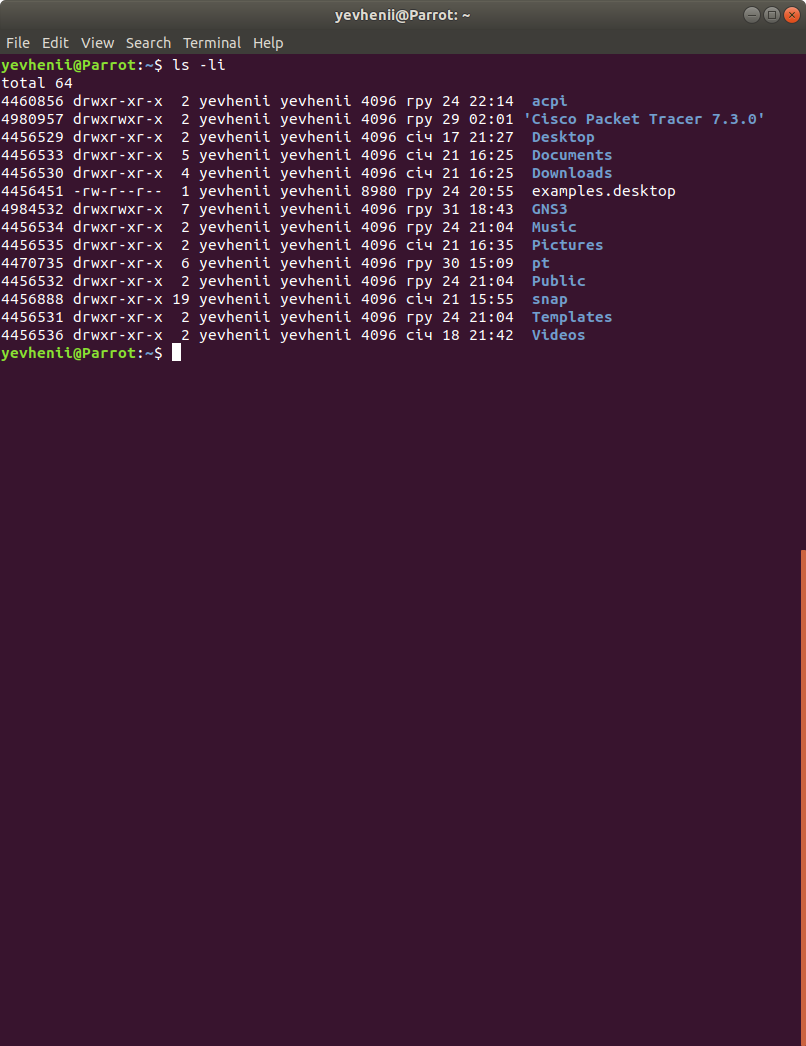 yevhenii@Parrot: ~
File Edit View Search Terminal Help
yevhenii@Parrot:~$ ls -li
total 64
4460856 drwxr-xr-x  2 yevhenii yevhenii 4096 гру 24 22:14  acpi
4980957 drwxrwxr-x  2 yevhenii yevhenii 4096 гру 29 02:01 'Cisco Packet Tracer 7.3.0'
4456529 drwxr-xr-x  2 yevhenii yevhenii 4096 січ 17 21:27  Desktop
4456533 drwxr-xr-x  5 yevhenii yevhenii 4096 січ 21 16:25  Documents
4456530 drwxr-xr-x  4 yevhenii yevhenii 4096 січ 21 16:25  Downloads
4456451 -rw-r--r--  1 yevhenii yevhenii 8980 гру 24 20:55  examples.desktop
4984532 drwxrwxr-x  7 yevhenii yevhenii 4096 гру 31 18:43  GNS3
4456534 drwxr-xr-x  2 yevhenii yevhenii 4096 гру 24 21:04  Music
4456535 drwxr-xr-x  2 yevhenii yevhenii 4096 січ 21 16:35  Pictures
4470735 drwxr-xr-x  6 yevhenii yevhenii 4096 гру 30 15:09  pt
4456532 drwxr-xr-x  2 yevhenii yevhenii 4096 гру 24 21:04  Public
4456888 drwxr-xr-x 19 yevhenii yevhenii 4096 січ 21 15:55  snap
4456531 drwxr-xr-x  2 yevhenii yevhenii 4096 гру 24 21:04  Templates
4456536 drwxr-xr-x  2 yevhenii yevhenii 4096 січ 18 21:42  Videos
yevhenii@Parrot:~$